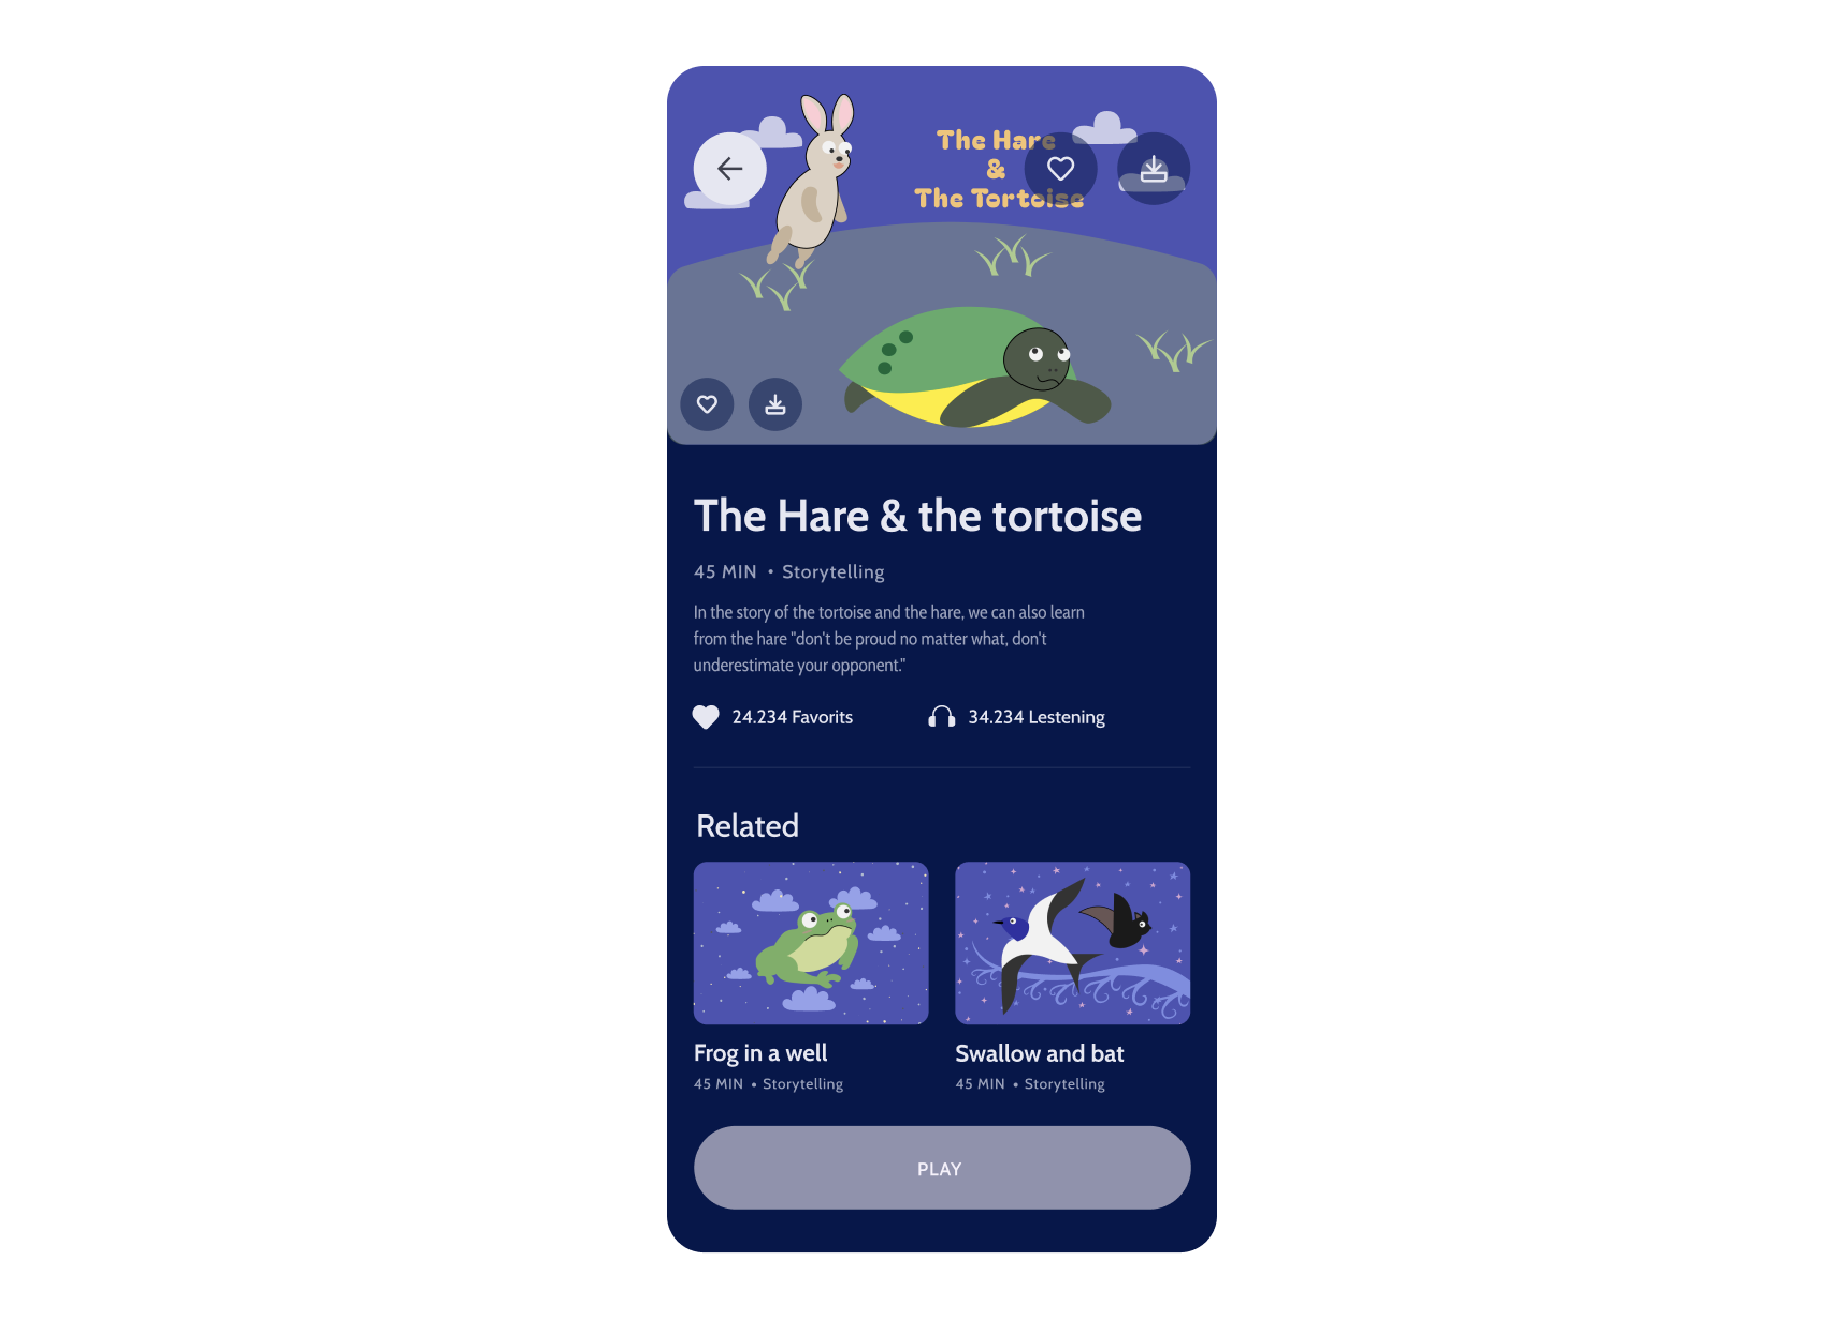 The Hare
&
The Tortoise
The Hare & the tortoise
45 MIN • Storytelling
In the story of the tortoise and the hare, we can also learn
from the hare "don't be proud no matter what, don't
underestimate your opponent."
24.234 Favorits
34.234 Lestening
Related
Frog in a well
45 MIN • Storytelling
Swallow and bat
45 MIN • Storytelling
PLAY